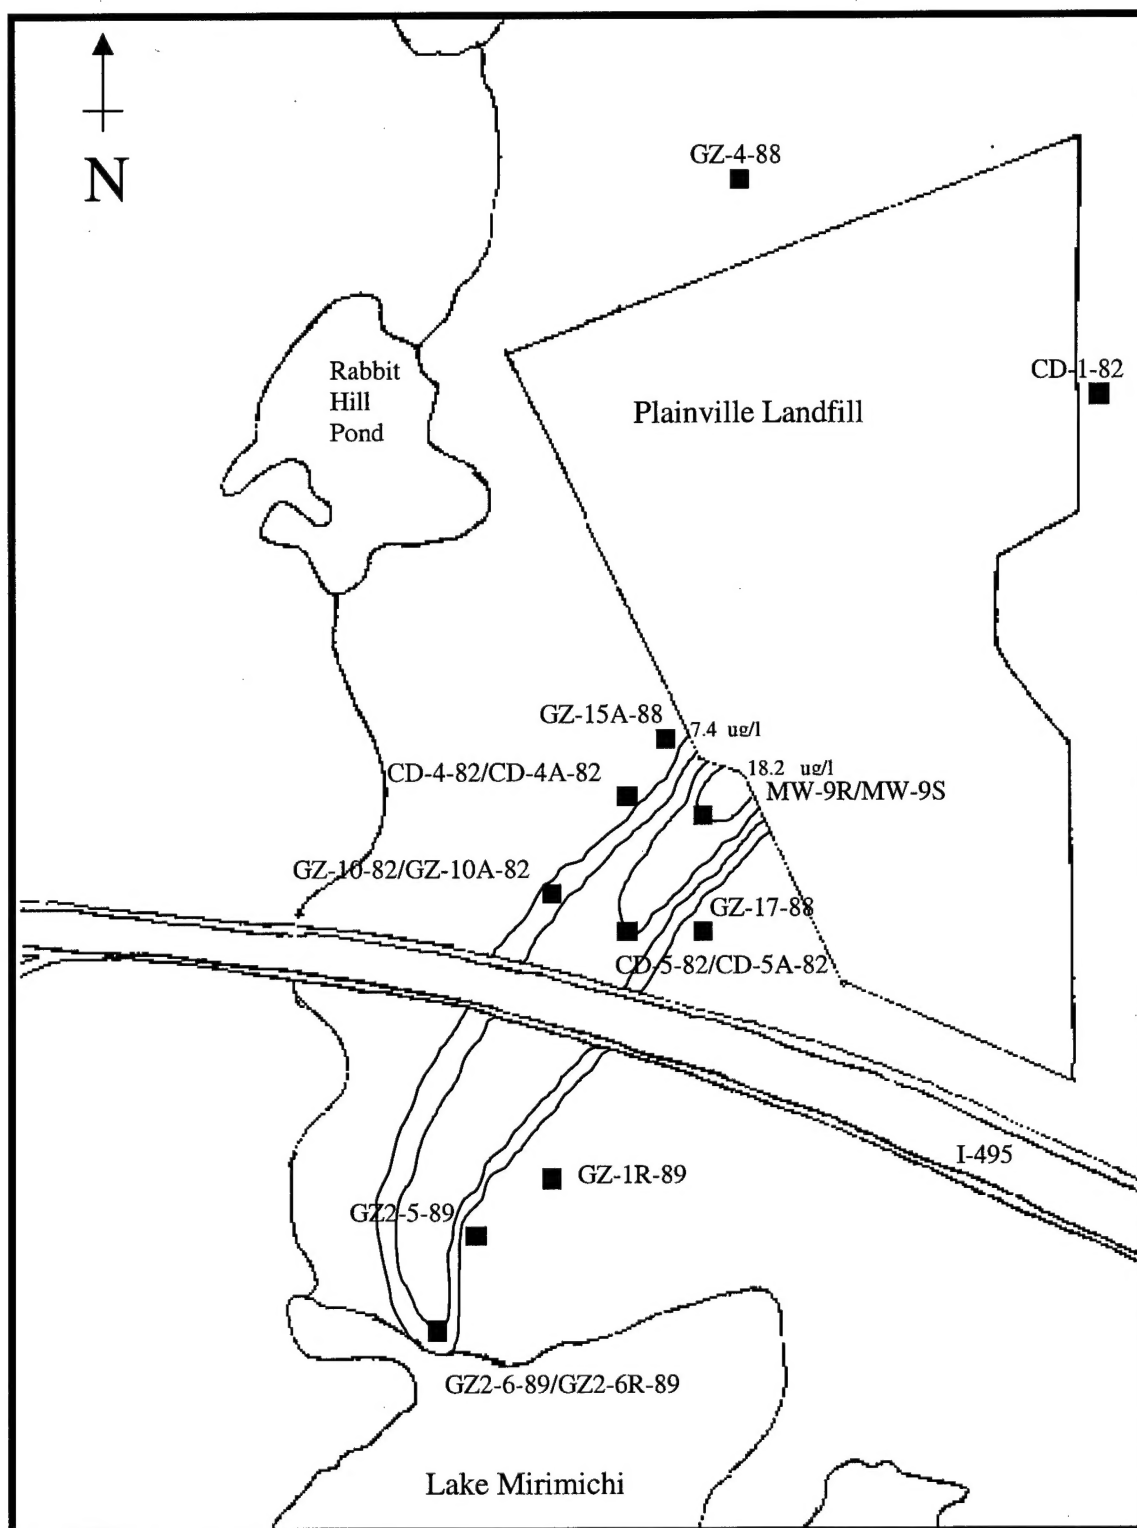 N
GZ-4-88
CD-1-82
Rabbit
Hill
Pond
Plainville Landfill
GZ-15A-88
7.4 ug/l
CD-4-82/CD-4A-82
18.2 ug/l
MW-9R/MW-9S
GZ-10-82/GZ-10A-82
GZ-17-88
CD-5-82/CD-5A-82
I-495
GZ-1R-89
GZ2-5-89
GZ2-6-89/GZ2-6R-89
Lake Mirimichi